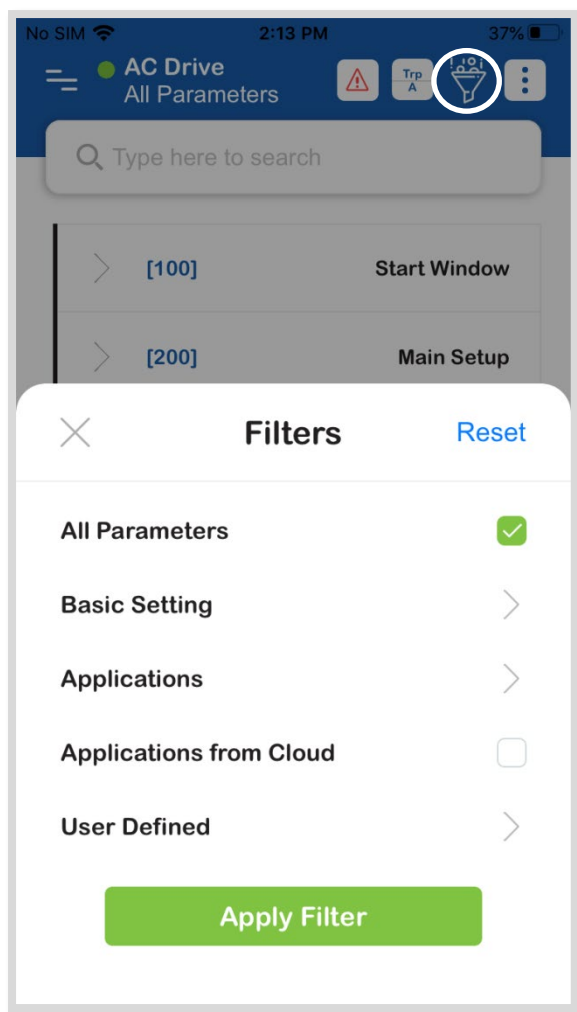 No SIM 2:13 PM 37%
AC Drive
All Parameters
Trp
A
Type here to search
[100] Start Window
[200] Main Setup
Filters Reset
All Parameters
Basic Setting
Applications
Applications from Cloud
User Defined
Apply Filter